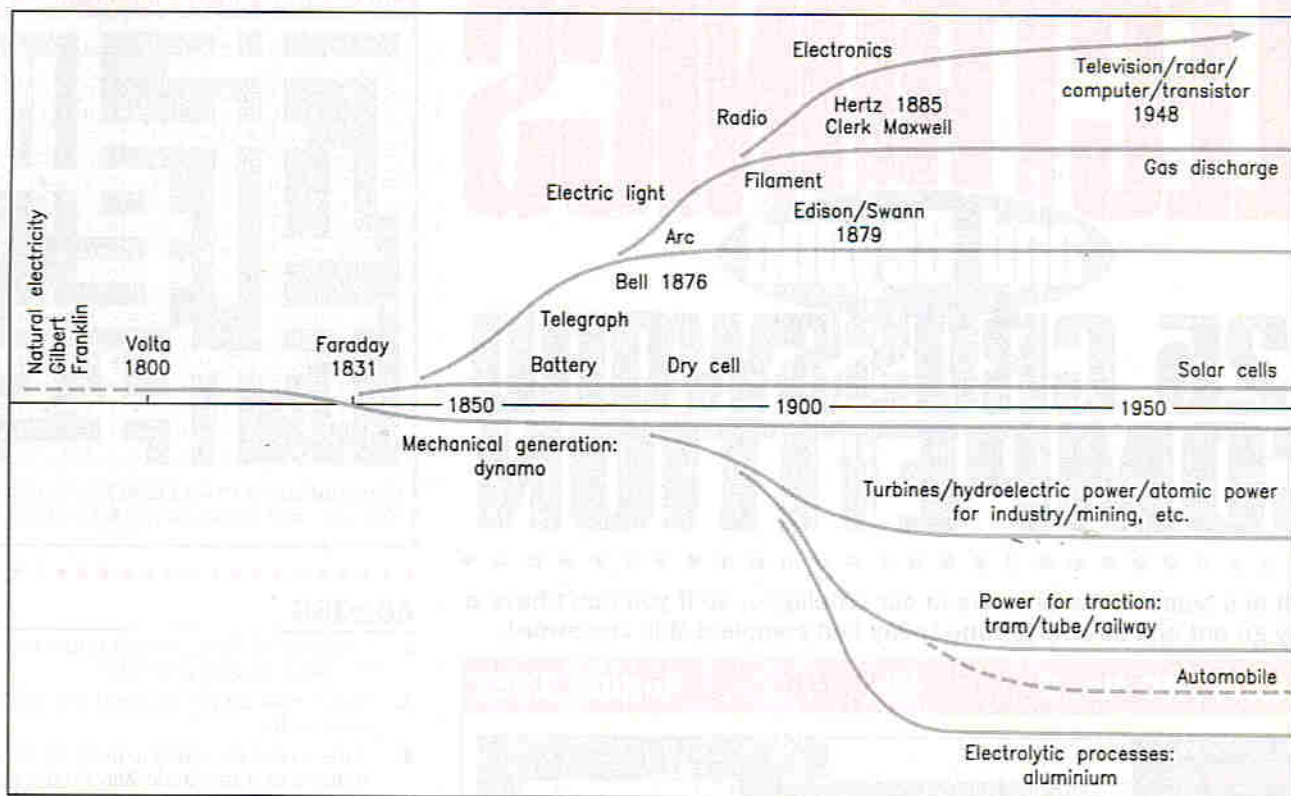 Electronics
Television/radar/
computer/transistor
1948
Radio
Hertz 1885
Clerk Maxwell
Gas discharge
Electric light
Filament
Edison/Swann
1879
Arc
Bell 1876
Natural electricity
Gilbert
Franklin
Telegraph
Volta
1800
Faraday
1831
Battery
Dry cell
Solar cells
1850
1900
1950
Mechanical generation:
dynamo
Turbines/hydroelectric power/atomic power
for industry/mining, etc.
Power for traction:
tram/tube/railway
Automobile
Electrolytic processes:
aluminium